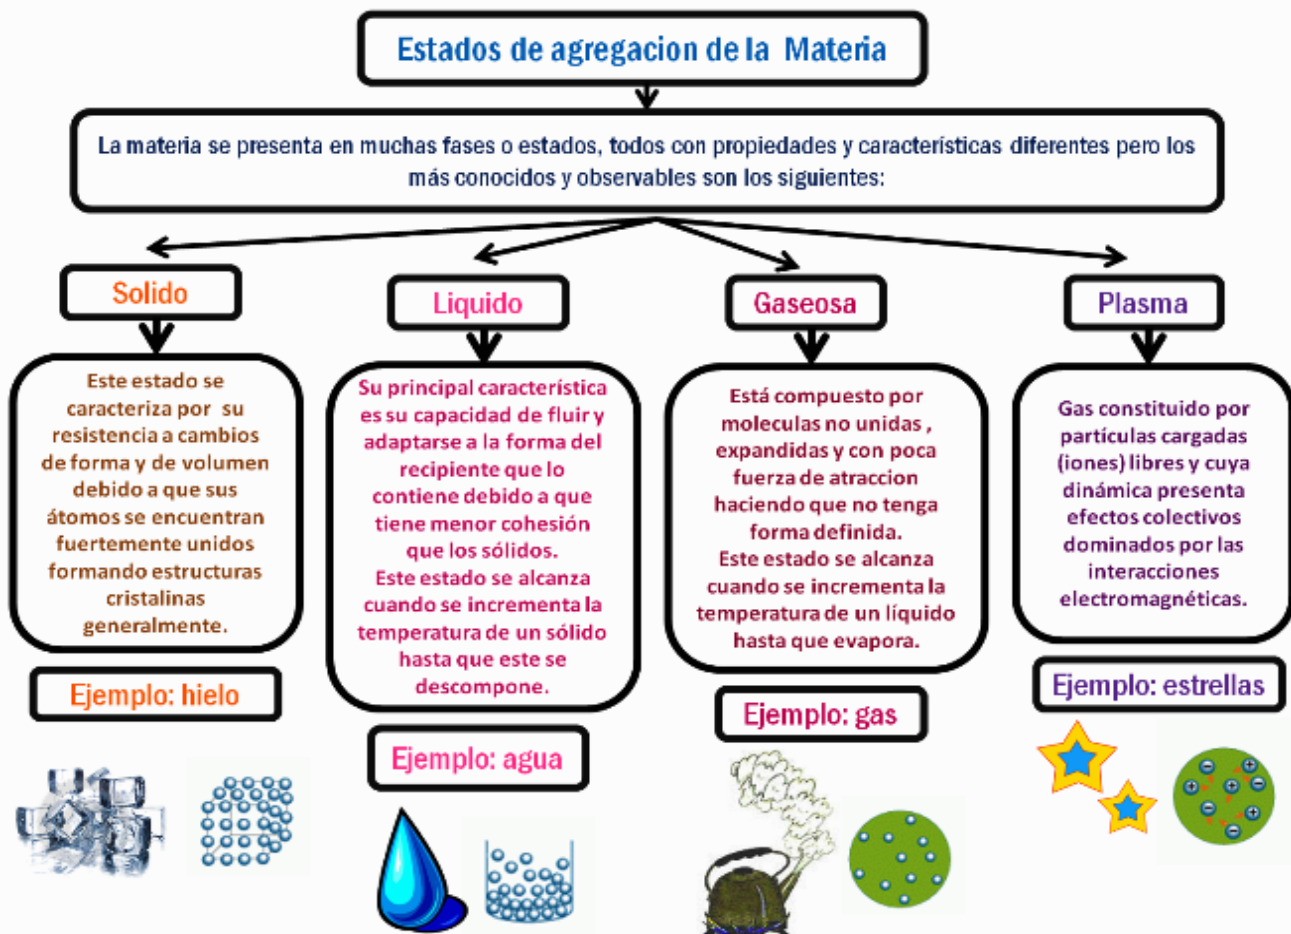 Estados de agregacion de la Materia
La materia se presenta en muchas fases o estados, todos con propiedades y características diferentes pero los
más conocidos y observables son los siguientes:
Solido
Este estado se
caracteriza por su
resistencia a cambios
de forma y de volumen
debido a que sus
átomos se encuentran
fuertemente unidos
formando estructuras
cristalinas
generalmente.
Ejemplo: hielo
Liquido
Su principal característica
es su capacidad de fluir y
adaptarse a la forma del
recipiente que lo
contiene debido a que
tiene menor cohesión
que los sólidos.
Este estado se alcanza
cuando se incrementa la
temperatura de un sólido
hasta que este se
descompone.
Ejemplo: agua
Gaseosa
Está compuesto por
moleculas no unidas ,
expandidas y con poca
fuerza de atraccion
haciendo que no tenga
forma definida.
Este estado se alcanza
cuando se incrementa la
temperatura de un líquido
hasta que evapora.
Ejemplo: gas
Plasma
Gas constituido por
partículas cargadas
(iones) libres y cuya
dinámica presenta
efectos colectivos
dominados por las
interacciones
electromagnéticas.
Ejemplo: estrellas